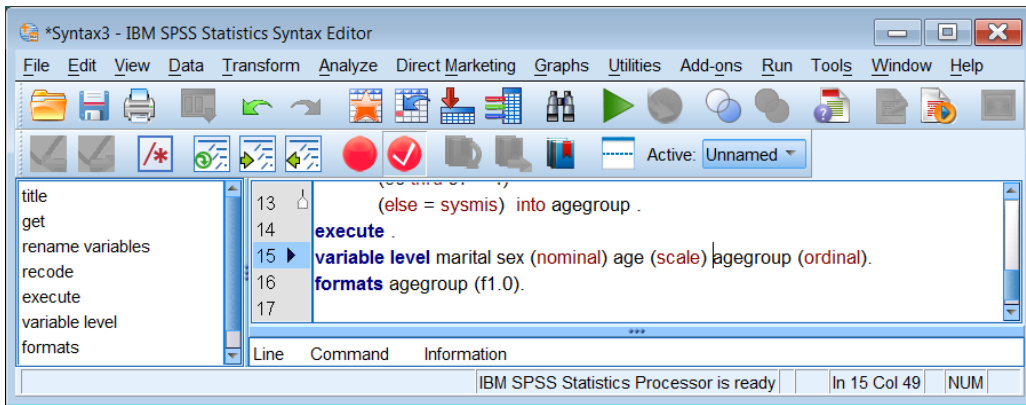 *Syntax3 - IBM SPSS Statistics Syntax Editor
File Edit View Data Transform Analyze Direct Marketing Graphs Utilities Add-ons Run Tools Window Help
/*
Active: Unnamed
title
get
rename variables
recode
execute
variable level
formats
13 (else = sysmis) into agegroup .
14 execute .
15 variable level marital sex (nominal) age (scale) agegroup (ordinal).
16 formats agegroup (f1.0).
17
Line Command Information
IBM SPSS Statistics Processor is ready In 15 Col 49 NUM